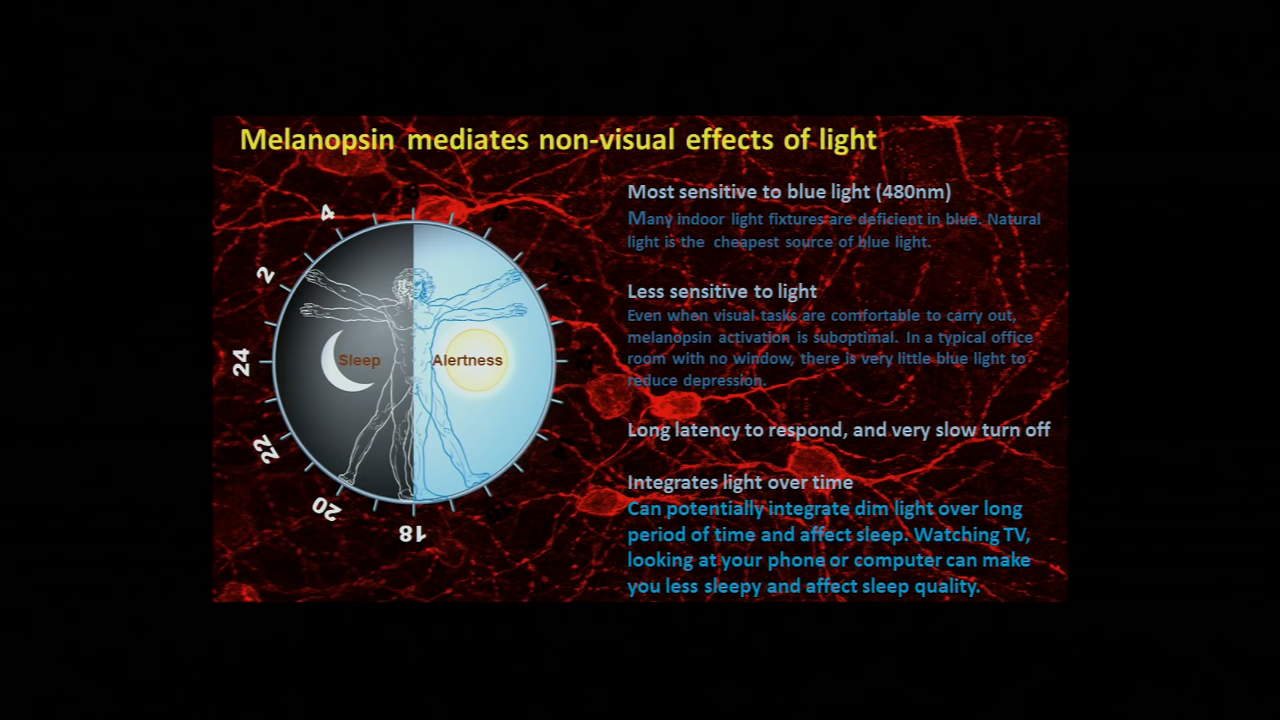 Melanopsin mediates non-visual effects of light
Most sensitive to blue light (480nm)
Many indoor light fixtures are deficient in blue. Natural
light is the cheapest source of blue light.
Less sensitive to light
Even when visual tasks are comfortable to carry out,
melanopsin activation is suboptimal. In a typical office
room with no window, there is very little blue light to
reduce depression.
Long latency to respond, and very slow turn off
Integrates light over time
Can potentially integrate dim light over long
period of time and affect sleep. Watching TV,
looking at your phone or computer can make
you less sleepy and affect sleep quality.
4
2
24
22
20
18
Sleep
Alertness